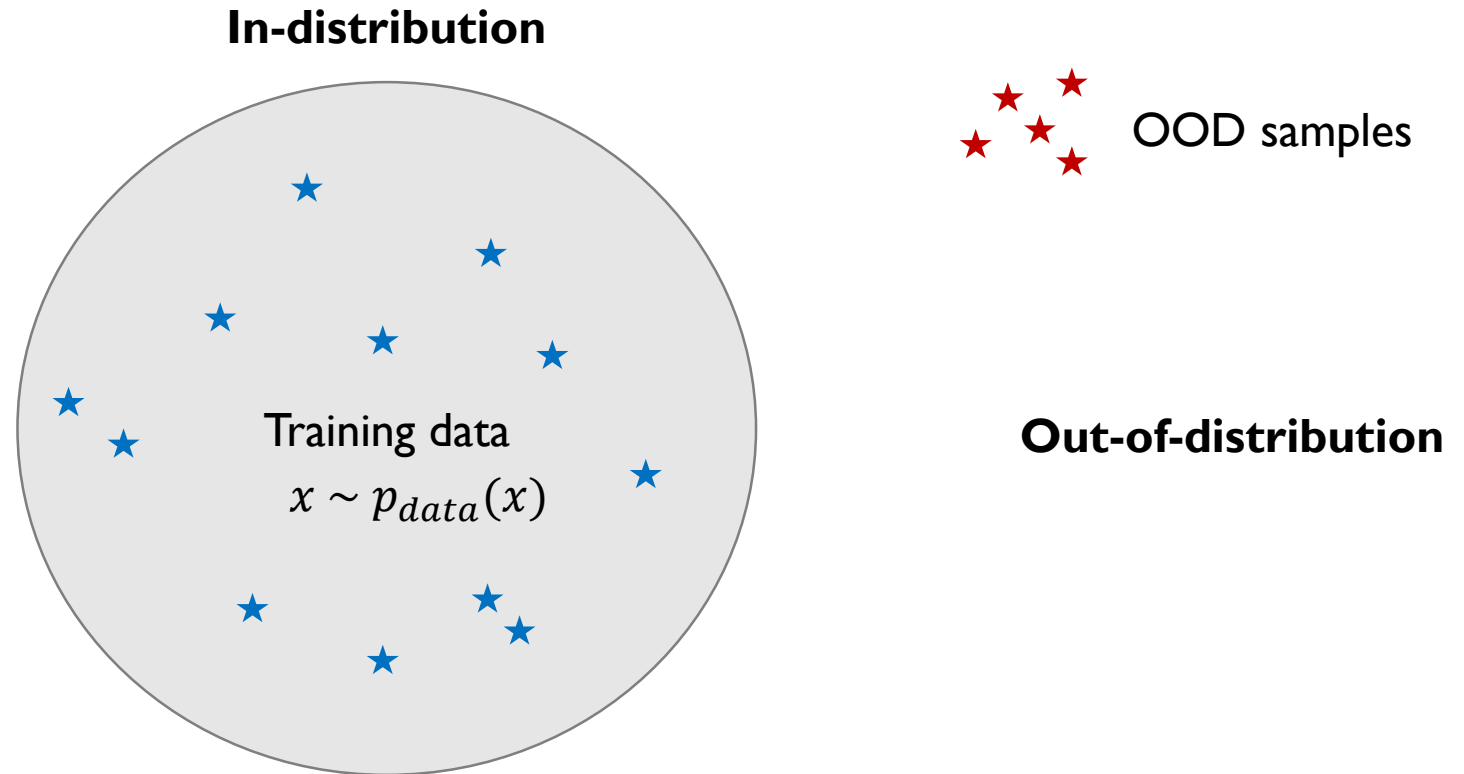 In-distribution
OOD samples
Training data
Out-of-distribution
x ~ p_data(x)